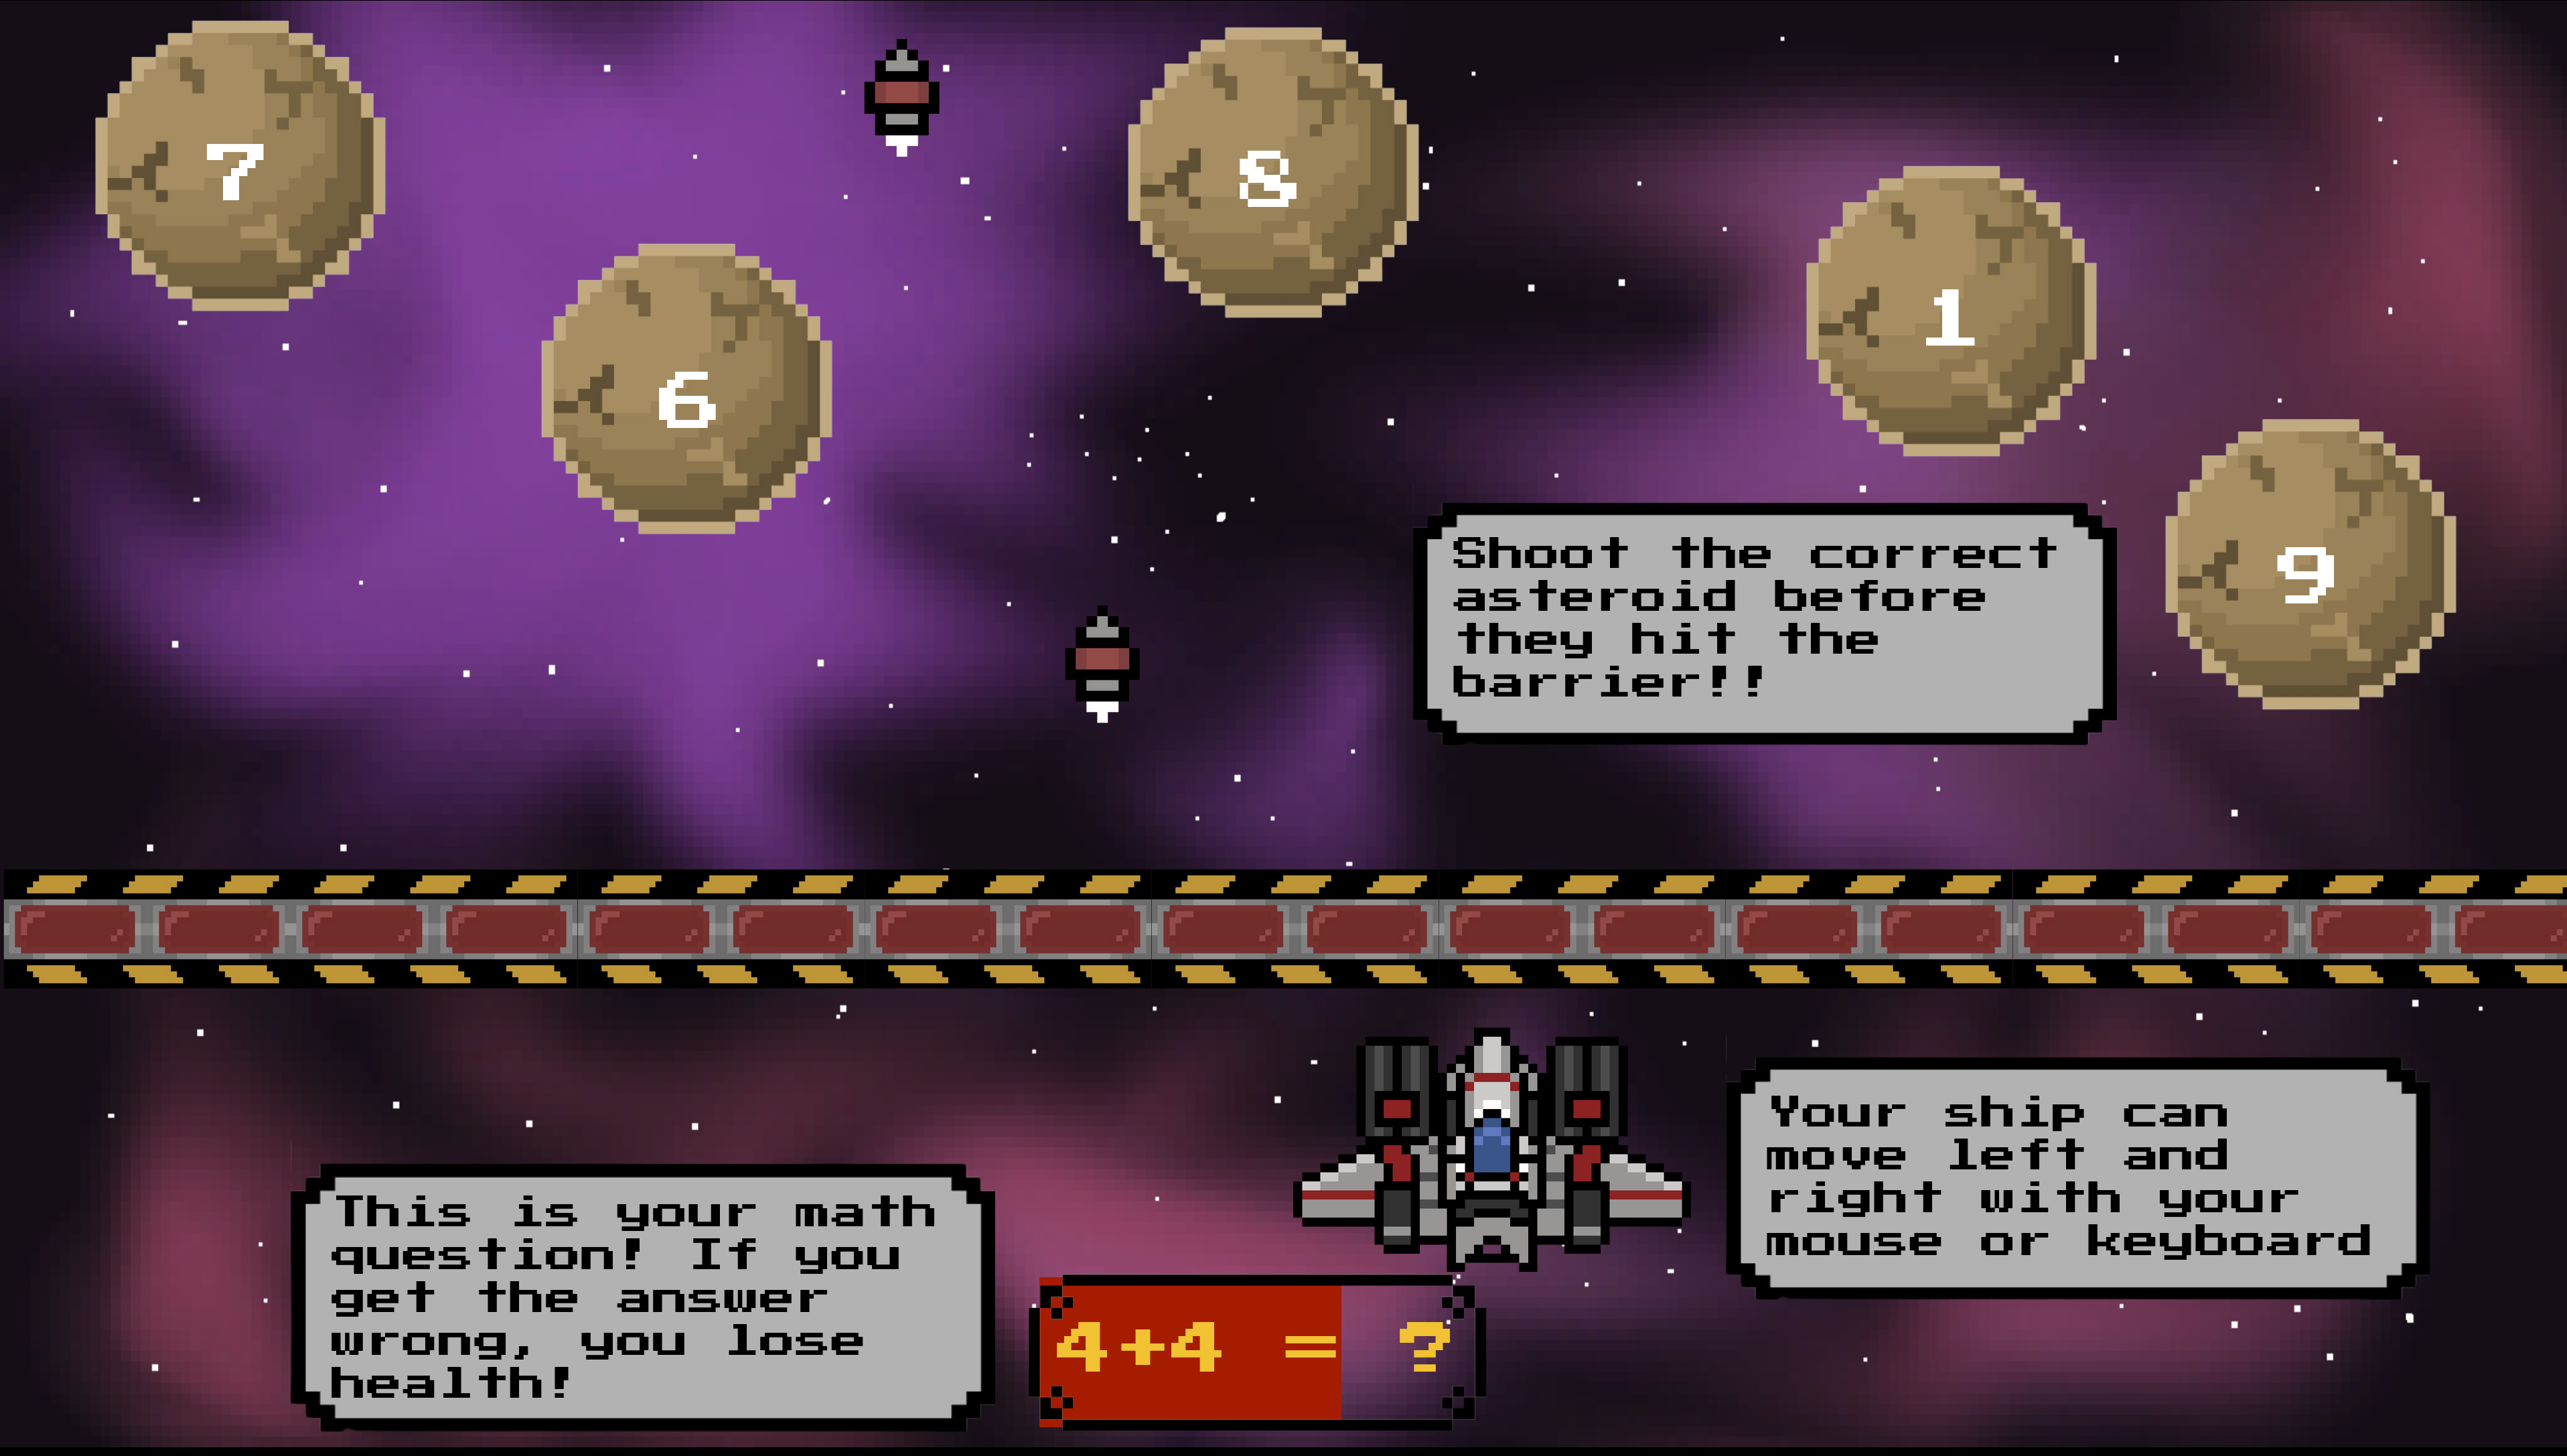 7
8
1
6
9
Shoot the correct
asteroid before
they hit the
barrier!!
Your ship can
move left and
right with your
mouse or keyboard
This is your math
question! If you
get the answer
wrong, you lose
health!
4+4 = ?